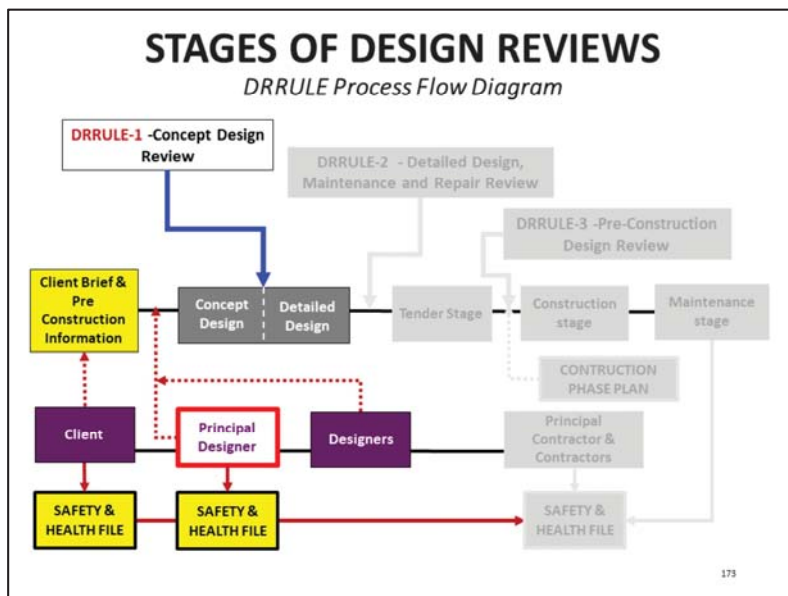 STAGES OF DESIGN REVIEWS
DRRULE Process Flow Diagram
DRRULE-1 -Concept Design
Review
DRRULE-2 - Detailed Design,
Maintenance and Repair Review
DRRULE-3 -Pre-Construction
Design Review
Client Brief &
Pre
Construction
Information
Concept
Design
Detailed
Design
Tender Stage
Construction
stage
Maintenance
stage
CONTRUCTION
PHASE PLAN
Client
Principal
Designer
Designers
Principal
Contractor &
Contractors
SAFETY &
HEALTH FILE
SAFETY &
HEALTH FILE
SAFETY &
HEALTH FILE
173